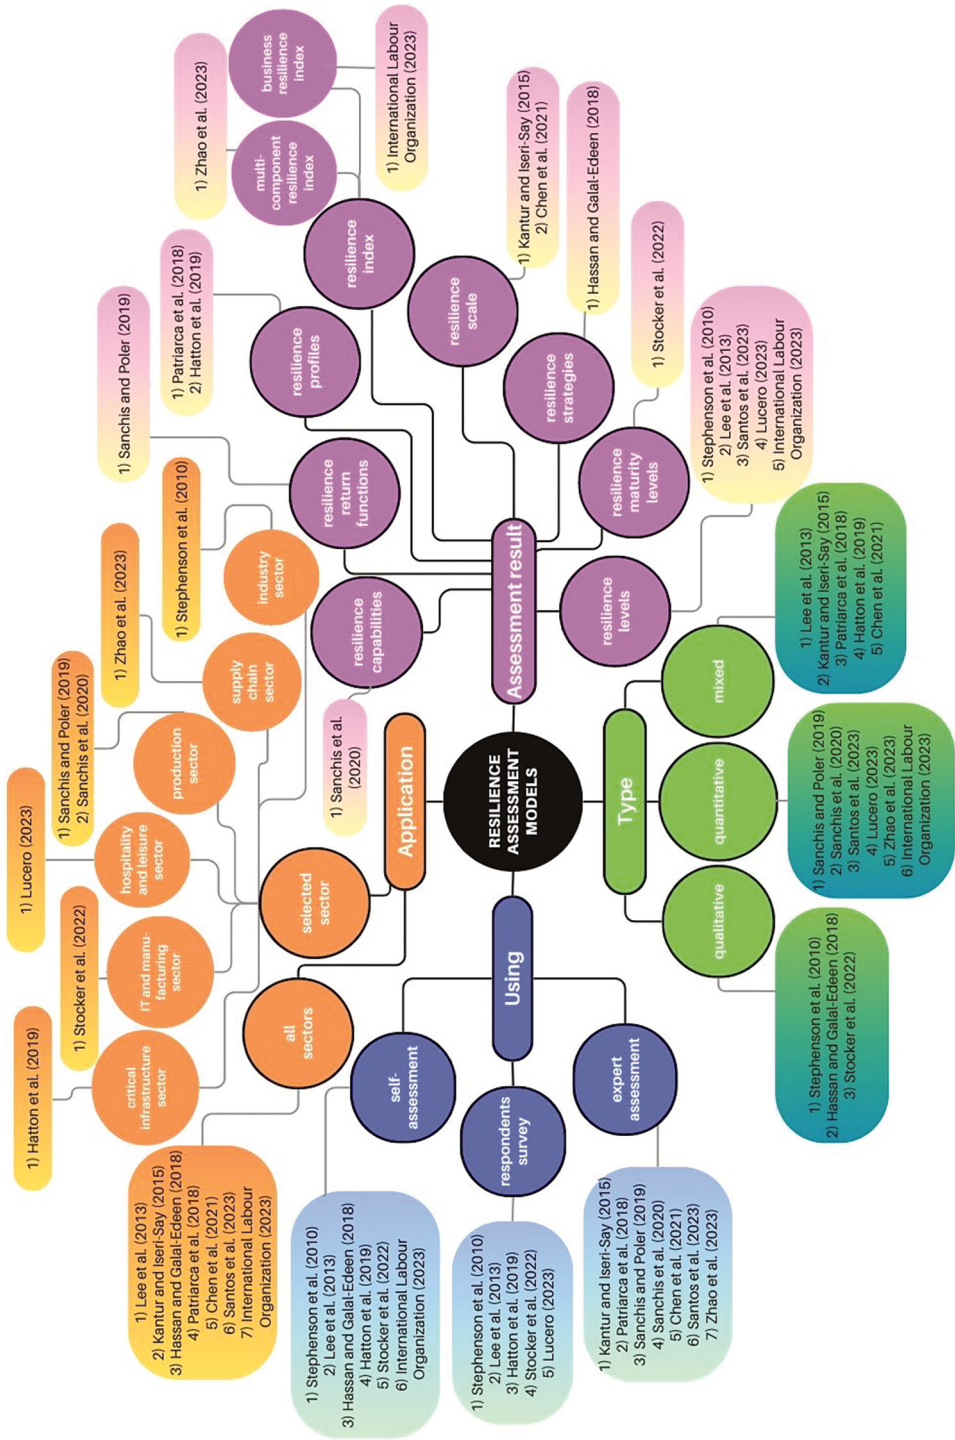 RESILIENCE
ASSESSMENT
MODELS
Application
all
sectors
1) Lee et al. (2013)
2) Kantur and Iseri-Say (2015)
3) Hassan and Galal-Edeen (2018)
4) Patriarca et al. (2018)
5) Chen et al. (2021)
6) Santos et al. (2023)
7) International Labour
Organization (2023)
selected
sector
critical
infrastructure
sector
1) Hatton et al. (2019)
IT and manu-
facturing
sector
1) Stocker et al. (2022)
hospitality
and leisure
sector
1) Lucero (2023)
production
sector
1) Sanchis and Poler (2019)
2) Sanchis et al. (2020)
supply
chain
sector
1) Zhao et al. (2023)
industry
sector
1) Stephenson et al. (2010)
Assessment result
resilience
capabilities
1) Sanchis et al.
(2020)
resilience
return
functions
1) Sanchis and Poler (2019)
resilience
profiles
1) Patriarca et al. (2018)
2) Hatton et al. (2019)
resilience
index
multi-
component
resilience
index
1) Zhao et al. (2023)
business
resilience
index
1) International Labour
Organization (2023)
resilience
scale
1) Kantur and Iseri-Say (2015)
2) Chen et al. (2021)
resilience
strategies
1) Hassan and Galal-Edeen (2018)
resilience
maturity
levels
1) Stocker et al. (2022)
resilience
levels
1) Stephenson et al. (2010)
2) Lee et al. (2013)
3) Santos et al. (2023)
4) Lucero (2023)
5) International Labour
Organization (2023)
Using
self-
assessment
1) Stephenson et al. (2010)
2) Lee et al. (2013)
3) Hassan and Galal-Edeen (2018)
4) Hatton et al. (2019)
5) Stocker et al. (2022)
6) International Labour
Organization (2023)
respondents
survey
1) Stephenson et al. (2010)
2) Lee et al. (2013)
3) Hatton et al. (2019)
4) Stocker et al. (2022)
5) Lucero (2023)
expert
assessment
1) Kantur and Iseri-Say (2015)
2) Patriarca et al. (2018)
3) Sanchis and Poler (2019)
4) Sanchis et al. (2020)
5) Chen et al. (2021)
6) Santos et al. (2023)
7) Zhao et al. (2023)
Type
qualitative
1) Stephenson et al. (2010)
2) Hassan and Galal-Edeen (2018)
3) Stocker et al. (2022)
quantitative
1) Sanchis and Poler (2019)
2) Sanchis et al. (2020)
3) Santos et al. (2023)
4) Lucero (2023)
5) Zhao et al. (2023)
6) International Labour
Organization (2023)
mixed
1) Lee et al. (2013)
2) Kantur and Iseri-Say (2015)
3) Patriarca et al. (2018)
4) Hatton et al. (2019)
5) Chen et al. (2021)